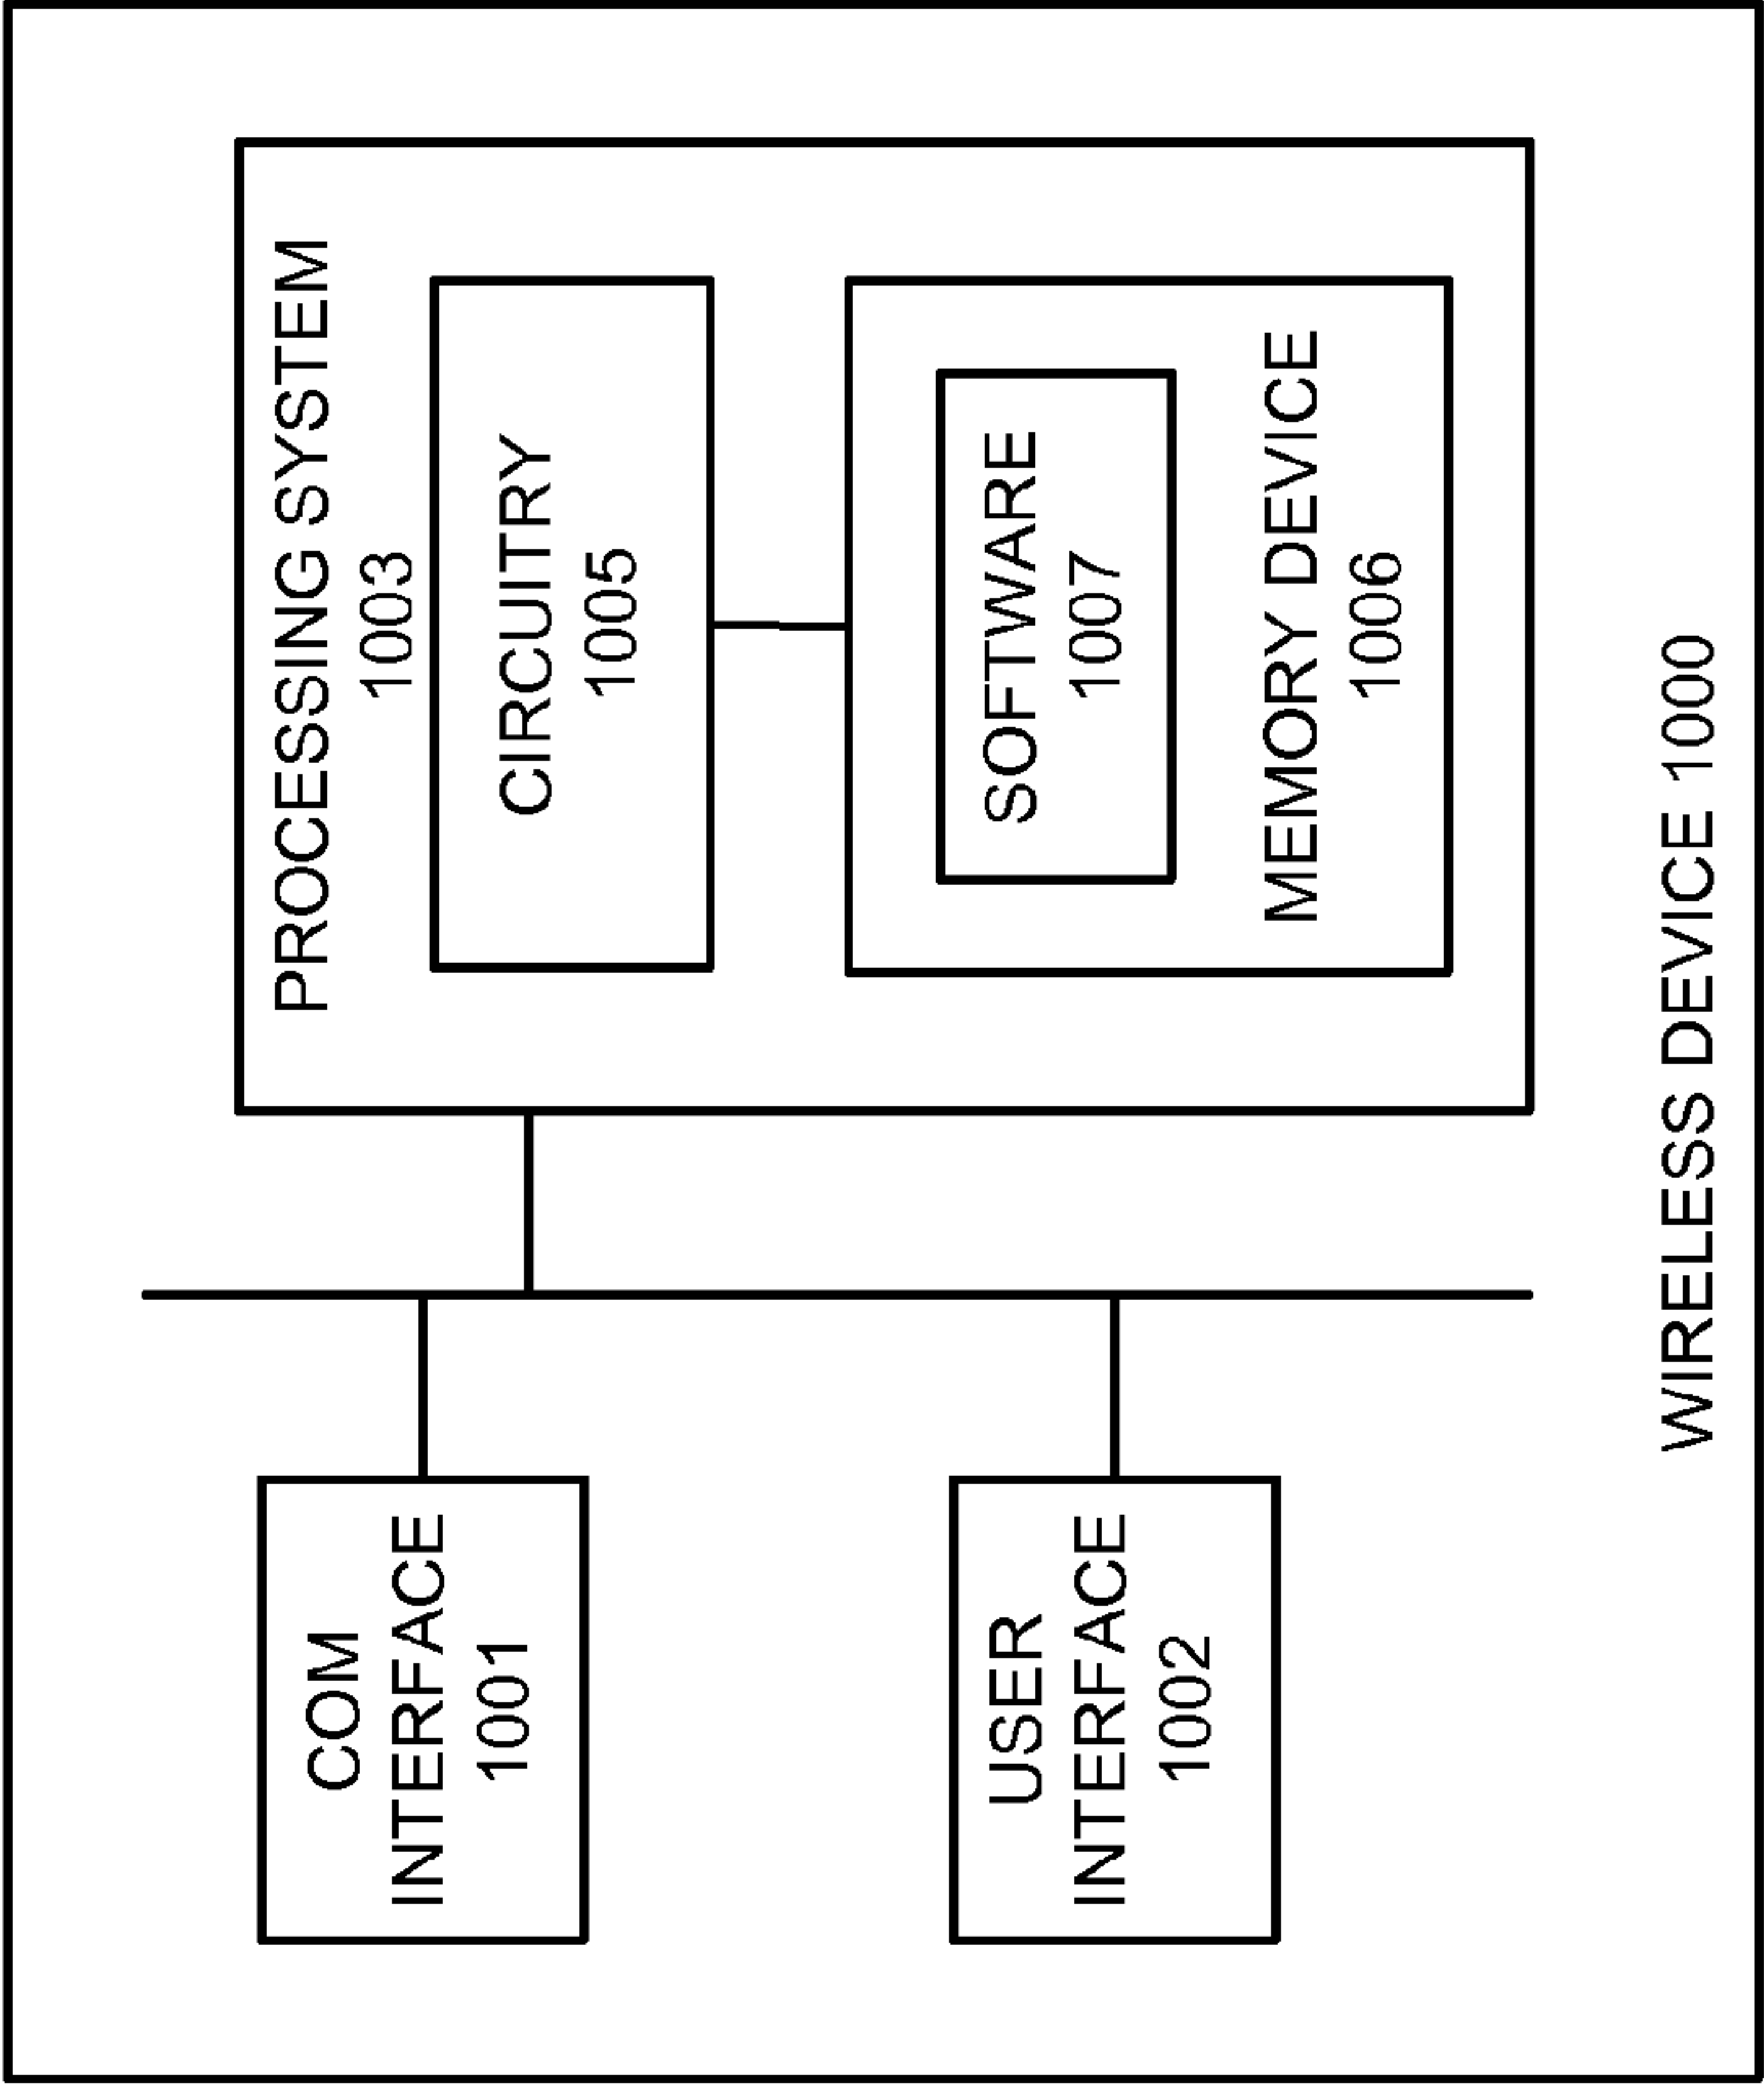 COM
INTERFACE
1001
USER
INTERFACE
1002
PROCESSING SYSTEM
1003
CIRCUITRY
1005
SOFTWARE
1007
MEMORY DEVICE
1006
WIRELESS DEVICE 1000